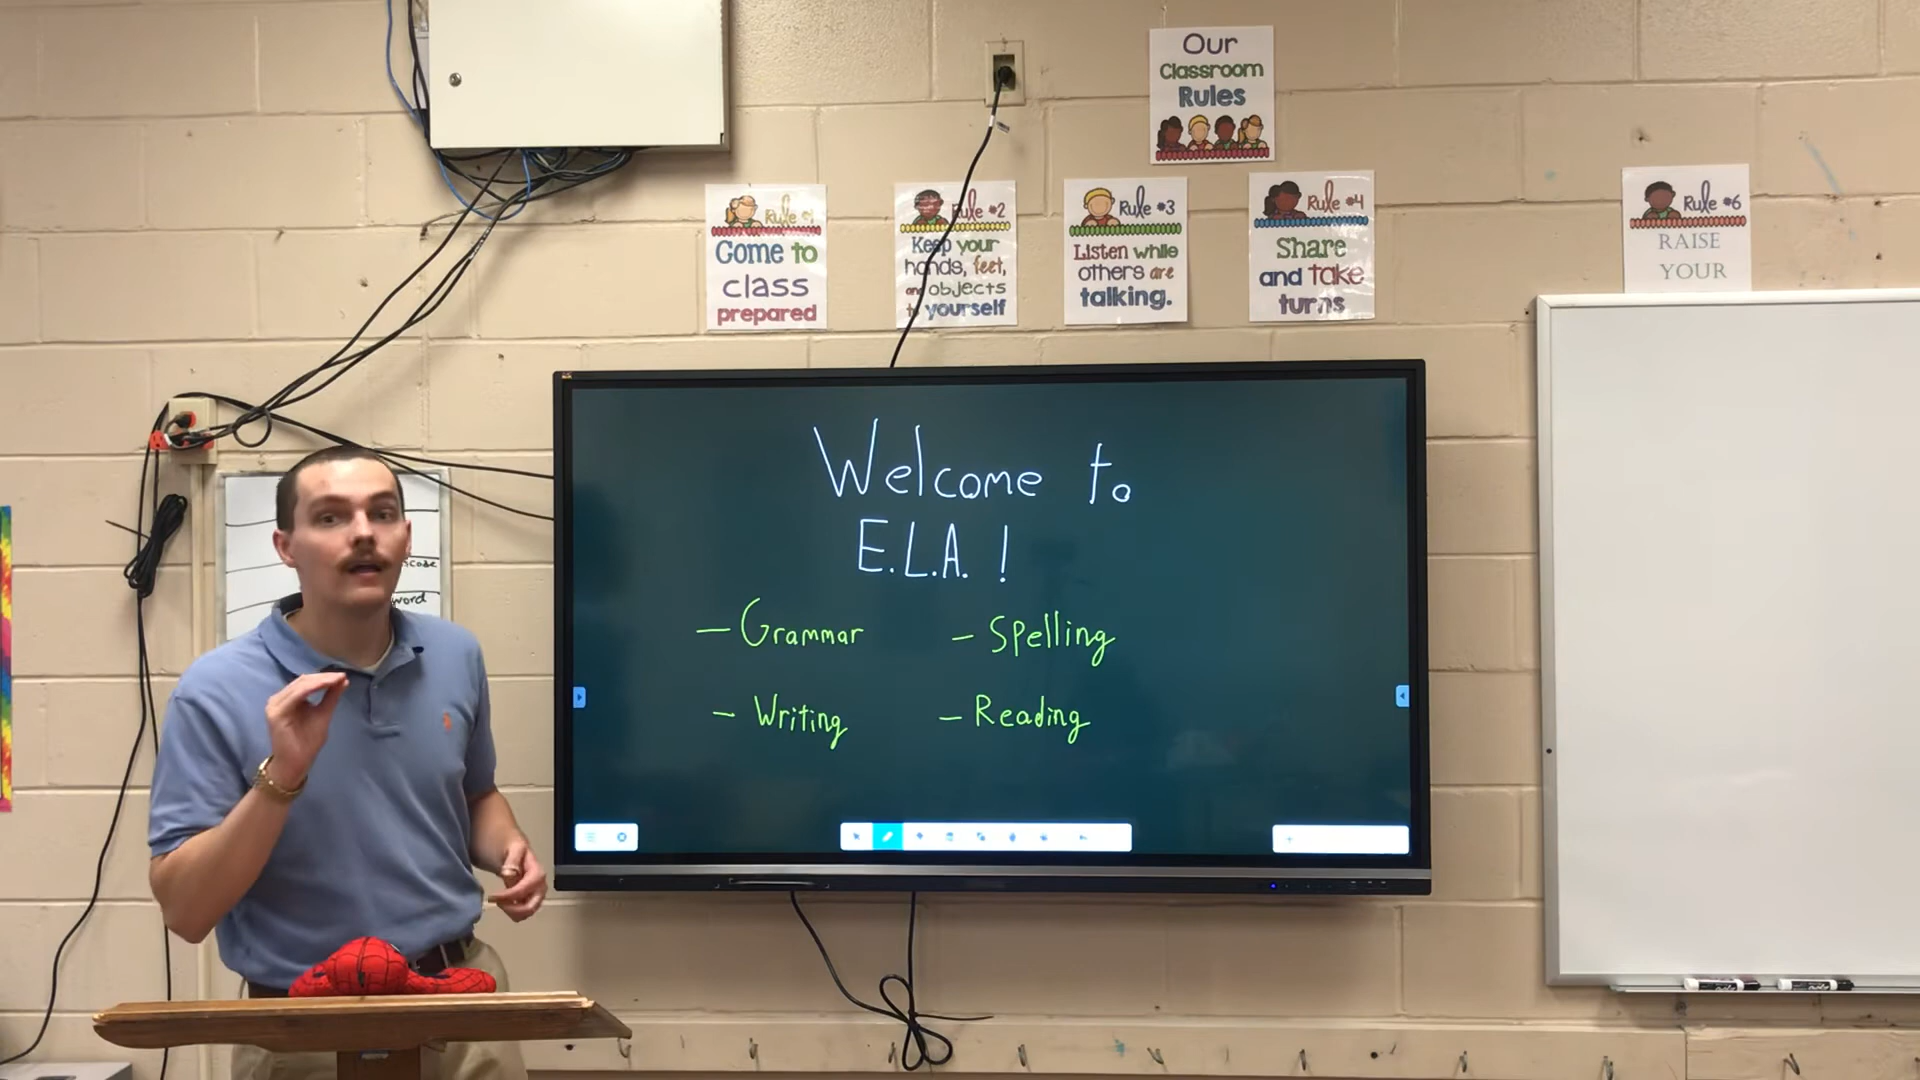 Our
Classroom
Rules
Rule #1
Come to
class
prepared
Rule #2
Keep your
hands, feet,
and objects
to yourself
Rule #3
Listen while
others are
talking.
Rule #4
Share
and take
turns
Rule #6
RAISE
YOUR
Welcome to
E.L.A. !
- Grammar
- Spelling
- Writing
- Reading
word